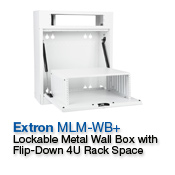 Extron MLM-WB+
Lockable Metal Wall Box with
Flip-Down 4U Rack Space